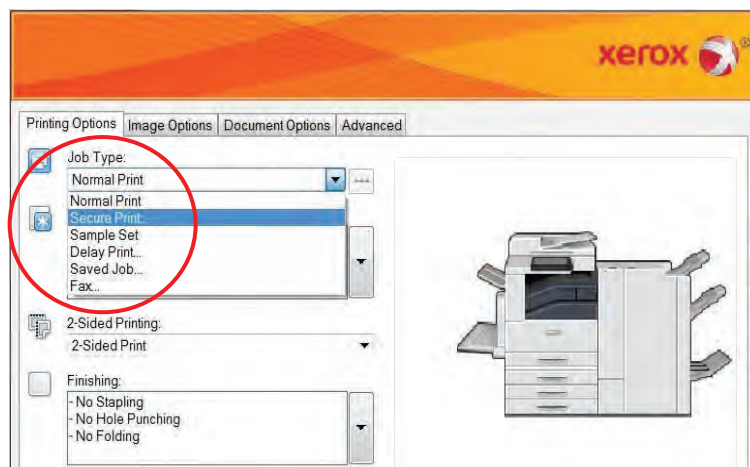 xerox ®
Printing Options Image Options Document Options Advanced
Job Type:
Normal Print
Normal Print
Secure Print...
Sample Set
Delay Print...
Saved Job...
Fax...
2-Sided Printing:
2-Sided Print
Finishing:
- No Stapling
- No Hole Punching
- No Folding